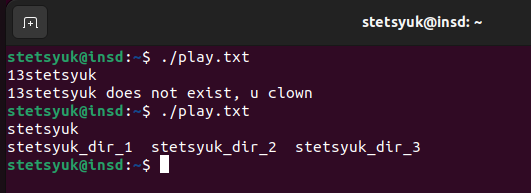 stetsyuk@insd: ~
stetsyuk@insd:~$ ./play.txt
13stetsyuk
13stetsyuk does not exist, u clown
stetsyuk@insd:~$ ./play.txt
stetsyuk
stetsyuk_dir_1  stetsyuk_dir_2  stetsyuk_dir_3
stetsyuk@insd:~$